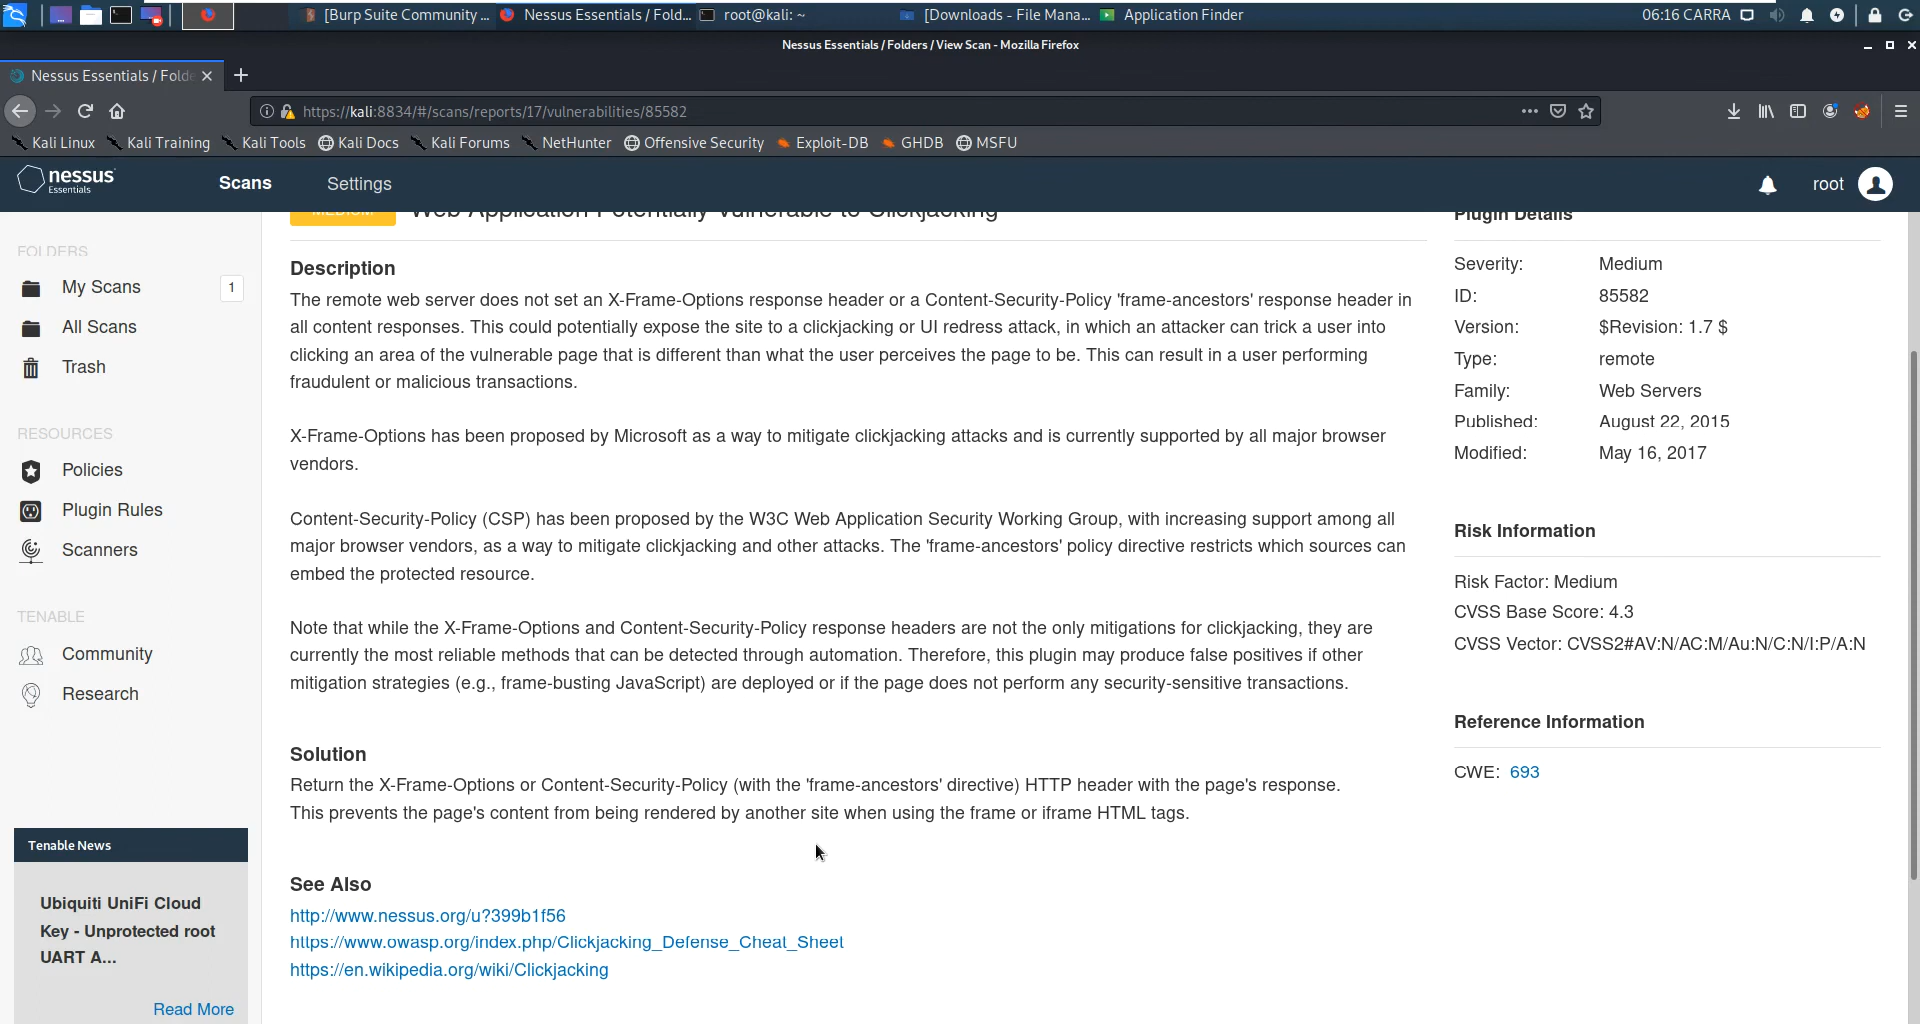 [Burp Suite Community ...
Nessus Essentials / Fold...
root@kali: ~
[Downloads - File Mana...
Application Finder
06:16 CARRA
Nessus Essentials / Folders / View Scan - Mozilla Firefox
Nessus Essentials / Folde
https://kali:8834/#/scans/reports/17/vulnerabilities/85582
Kali Linux
Kali Training
Kali Tools
Kali Docs
Kali Forums
NetHunter
Offensive Security
Exploit-DB
GHDB
MSFU
nessus
Essentials
Scans
Settings
root
FOLDERS
My Scans
1
All Scans
Trash
RESOURCES
Policies
Plugin Rules
Scanners
TENABLE
Community
Research
Tenable News
Ubiquiti UniFi Cloud
Key - Unprotected root
UART A...
Read More
MEDIUM
Web Application Potentially Vulnerable to Clickjacking
Description
The remote web server does not set an X-Frame-Options response header or a Content-Security-Policy 'frame-ancestors' response header in
all content responses. This could potentially expose the site to a clickjacking or UI redress attack, in which an attacker can trick a user into
clicking an area of the vulnerable page that is different than what the user perceives the page to be. This can result in a user performing
fraudulent or malicious transactions.
X-Frame-Options has been proposed by Microsoft as a way to mitigate clickjacking attacks and is currently supported by all major browser
vendors.
Content-Security-Policy (CSP) has been proposed by the W3C Web Application Security Working Group, with increasing support among all
major browser vendors, as a way to mitigate clickjacking and other attacks. The 'frame-ancestors' policy directive restricts which sources can
embed the protected resource.
Note that while the X-Frame-Options and Content-Security-Policy response headers are not the only mitigations for clickjacking, they are
currently the most reliable methods that can be detected through automation. Therefore, this plugin may produce false positives if other
mitigation strategies (e.g., frame-busting JavaScript) are deployed or if the page does not perform any security-sensitive transactions.
Solution
Return the X-Frame-Options or Content-Security-Policy (with the 'frame-ancestors' directive) HTTP header with the page's response.
This prevents the page's content from being rendered by another site when using the frame or iframe HTML tags.
See Also
http://www.nessus.org/u?399b1f56
https://www.owasp.org/index.php/Clickjacking_Defense_Cheat_Sheet
https://en.wikipedia.org/wiki/Clickjacking
Plugin Details
Severity: Medium
ID: 85582
Version: $Revision: 1.7 $
Type: remote
Family: Web Servers
Published: August 22, 2015
Modified: May 16, 2017
Risk Information
Risk Factor: Medium
CVSS Base Score: 4.3
CVSS Vector: CVSS2#AV:N/AC:M/Au:N/C:N/I:P/A:N
Reference Information
CWE: 693